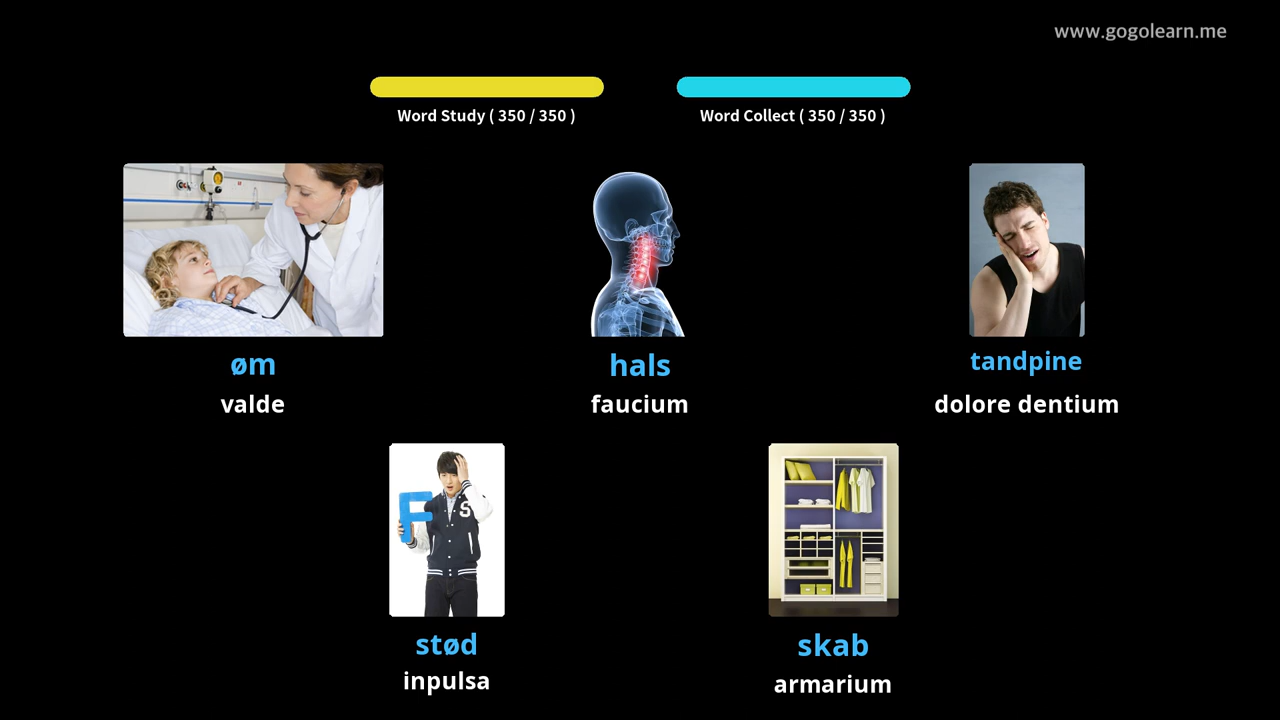 www.gogolearn.me
Word Study ( 350 / 350 )
Word Collect ( 350 / 350 )
øm
valde
hals
faucium
tandpine
dolore dentium
F
S
stød
inpulsa
skab
armarium